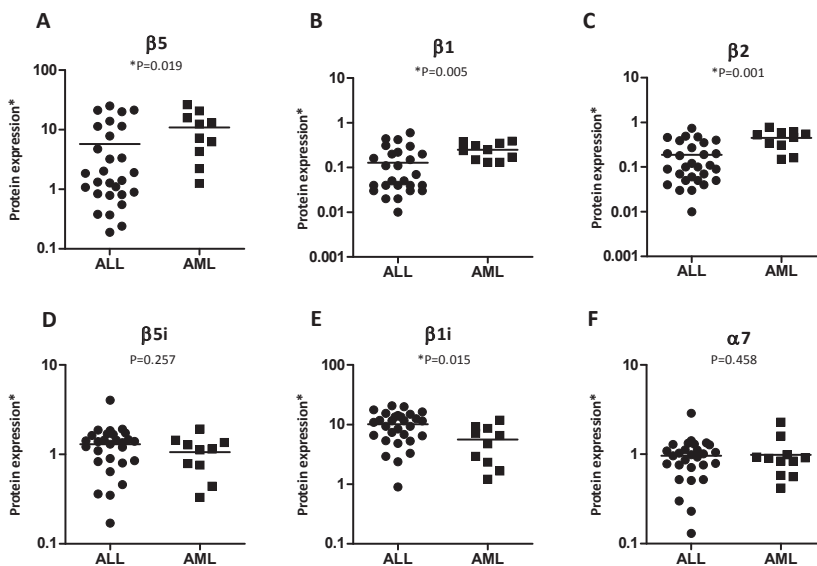 A
β5
*P=0.019
Protein expression*
100
10
1
0.1
ALL
AML
B
β1
*P=0.005
Protein expression*
1
0.1
0.01
0.001
ALL
AML
C
β2
*P=0.001
Protein expression*
1
0.1
0.01
0.001
ALL
AML
D
β5i
P=0.257
Protein expression*
10
1
0.1
ALL
AML
E
β1i
*P=0.015
Protein expression*
100
10
1
0.1
ALL
AML
F
α7
P=0.458
Protein expression*
10
1
0.1
ALL
AML